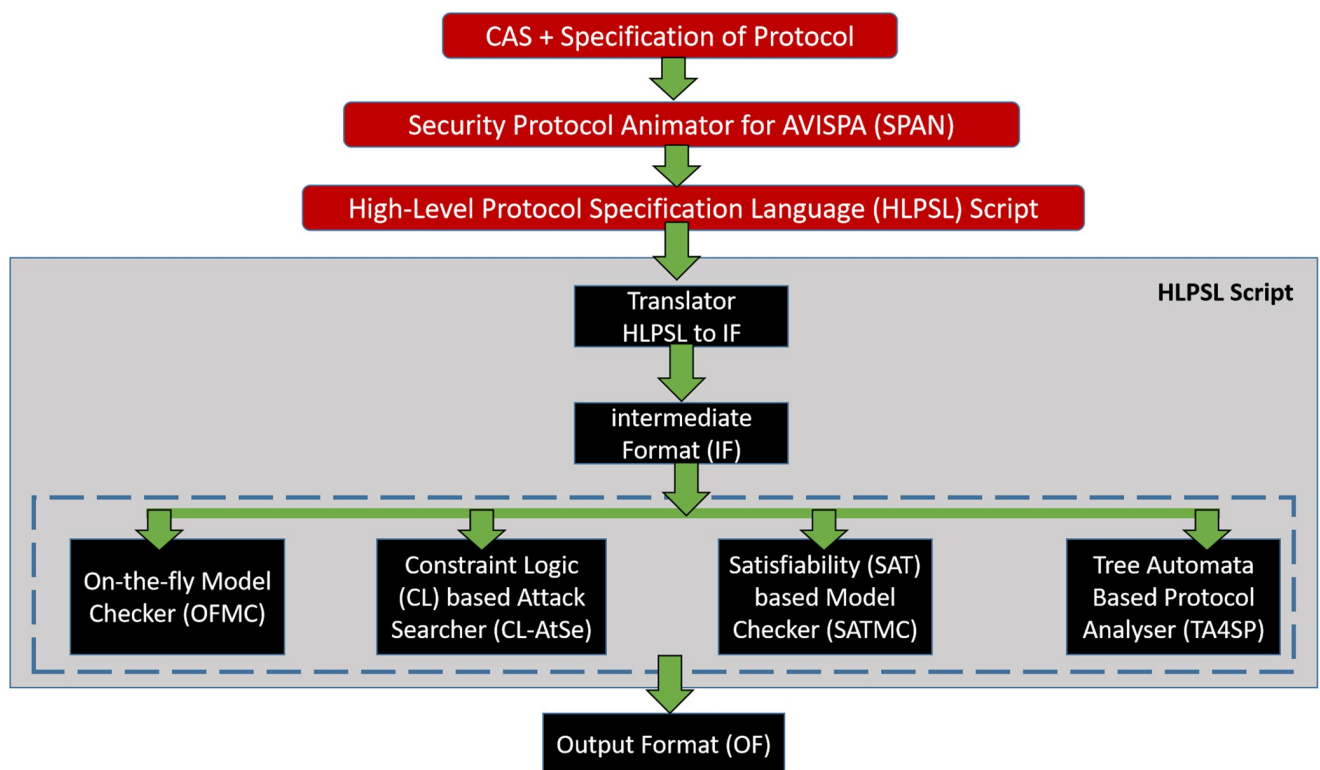 CAS + Specification of Protocol
Security Protocol Animator for AVISPA (SPAN)
High-Level Protocol Specification Language (HLPSL) Script
HLPSL Script
Translator
HLPSL to IF
intermediate
Format (IF)
On-the-fly Model
Checker (OFMC)
Constraint Logic
(CL) based Attack
Searcher (CL-AtSe)
Satisfiability (SAT)
based Model
Checker (SATMC)
Tree Automata
Based Protocol
Analyser (TA4SP)
Output Format (OF)